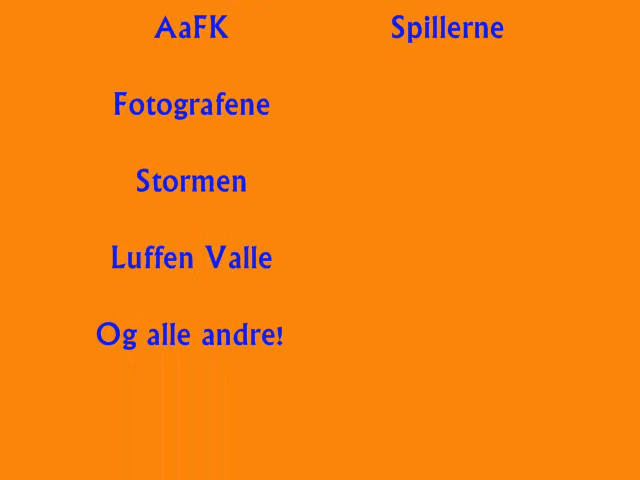 AaFK
Spillerne
Fotografene
Stormen
Luffen Valle
Og alle andre!